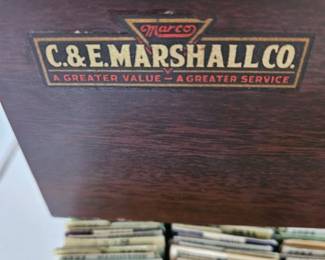 Marco
C.& E. MARSHALL CO.
A GREATER VALUE — A GREATER SERVICE